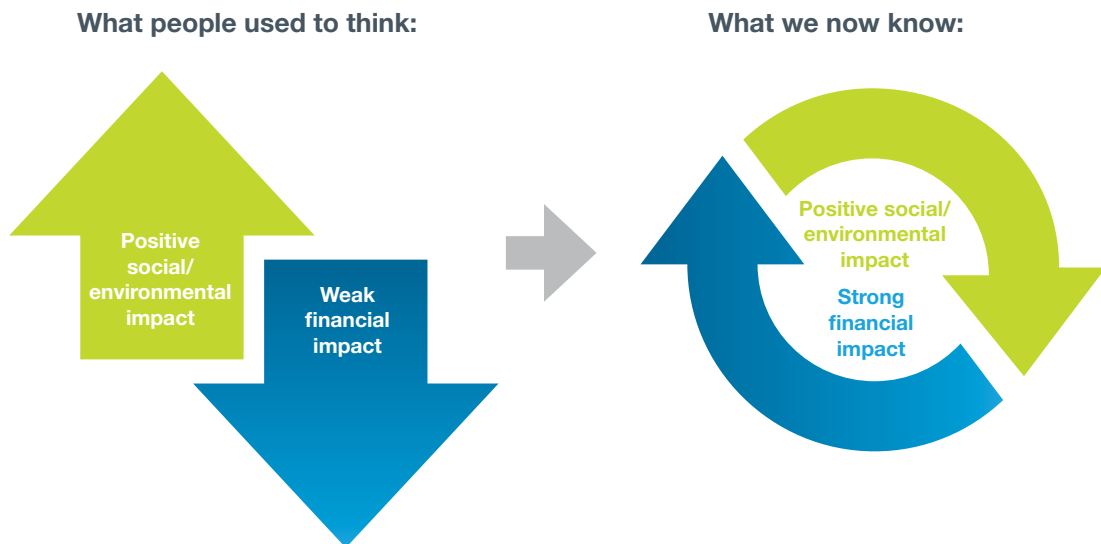 What people used to think:
What we now know:
Positive
social/
environmental
impact
Weak
financial
impact
Positive social/
environmental
impact
Strong
financial
impact